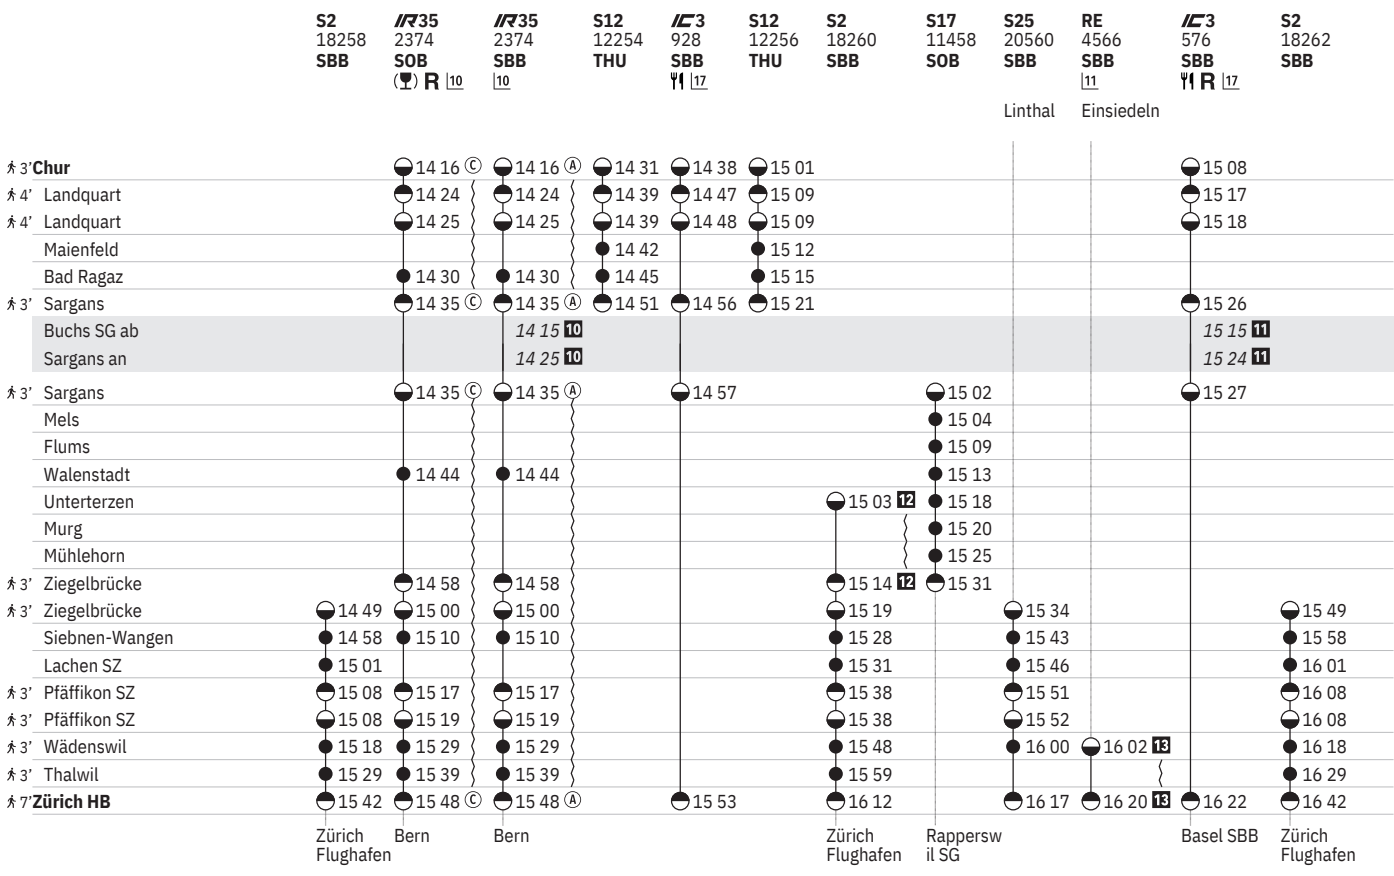 S2 IR35 IR35 S12 IC3 S12 S2 S17 S25 RE IC3 S2
18258 2374 2374 12254 928 12256 18260 11458 20560 4566 576 18262
SBB SOB SBB THU SBB THU SBB SOB SBB SBB SBB SBB
R 10 10 17 11 R 17
Linthal Einsiedeln
3’ Chur 14 16 C 14 16 A 14 31 14 38 15 01 15 08
4’ Landquart 14 24 14 24 14 39 14 47 15 09 15 17
4’ Landquart 14 25 14 25 14 39 14 48 15 09 15 18
Maienfeld 14 42 15 12
Bad Ragaz 14 30 14 30 14 45 15 15
3’ Sargans 14 35 C 14 35 A 14 51 14 56 15 21 15 26
Buchs SG ab 14 15 10 15 15 11
Sargans an 14 25 10 15 24 11
3’ Sargans 14 35 C 14 35 A 14 57 15 02 15 27
Mels 15 04
Flums 15 09
Walenstadt 14 44 14 44 15 13
Unterterzen 15 03 12 15 18
Murg 15 20
Mühlehorn 15 25
3’ Ziegelbrücke 14 58 14 58 15 14 12 15 31
3’ Ziegelbrücke 14 49 15 00 15 00 15 19 15 34 15 49
Siebnen-Wangen 14 58 15 10 15 10 15 28 15 43 15 58
Lachen SZ 15 01 15 31 15 46 16 01
3’ Pfäffikon SZ 15 08 15 17 15 17 15 38 15 51 16 08
3’ Pfäffikon SZ 15 08 15 19 15 19 15 38 15 52 16 08
3’ Wädenswil 15 18 15 29 15 29 15 48 16 00 16 02 13 16 18
3’ Thalwil 15 29 15 39 15 39 15 59 16 29
7’ Zürich HB 15 42 15 48 C 15 48 A 15 53 16 12 16 17 16 20 13 16 22 16 42
Zürich Bern Bern Zürich Rappersw Basel SBB Zürich
Flughafen Flughafen il SG Flughafen